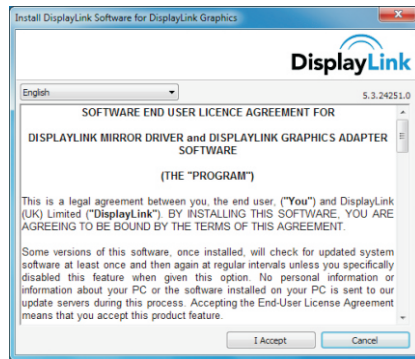 Install DisplayLink Software for DisplayLink Graphics
DisplayLink
English
5.3.24251.0
SOFTWARE END USER LICENCE AGREEMENT FOR
DISPLAYLINK MIRROR DRIVER and DISPLAYLINK GRAPHICS ADAPTER
SOFTWARE
(THE "PROGRAM")
This is a legal agreement between you, the end user, ("You") and DisplayLink
(UK) Limited ("DisplayLink"). BY INSTALLING THIS SOFTWARE, YOU ARE
AGREEING TO BE BOUND BY THE TERMS OF THIS AGREEMENT.
Some versions of this software, once installed, will check for updated system
software at least once and then again at regular intervals unless you specifically
disabled this feature when given this option. No personal information or
information about your PC or the software installed on your PC is sent to our
update servers during this process. Accepting the End-User License Agreement
means that you accept this product feature.
I Accept
Cancel